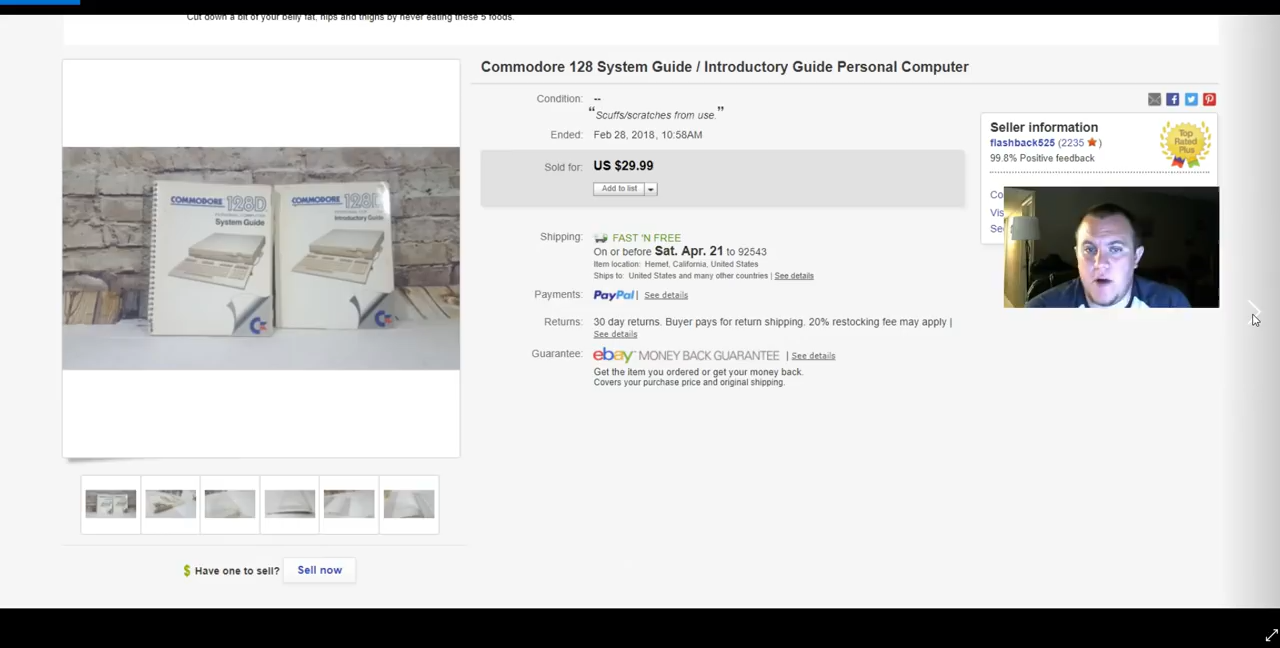 Cut down a bit of your belly fat, hips and thighs by never eating these 5 foods.
Commodore 128 System Guide / Introductory Guide Personal Computer
Condition: --
“Scuffs/scratches from use.”
Ended: Feb 28, 2018, 10:58AM
Sold for: US $29.99
Add to list
Shipping: FAST 'N FREE
On or before Sat. Apr. 21 to 92543
Item location: Hemet, California, United States
Ships to: United States and many other countries | See details
Payments: PayPal | See details
Returns: 30 day returns. Buyer pays for return shipping. 20% restocking fee may apply |
See details
Guarantee: ebay MONEY BACK GUARANTEE | See details
Get the item you ordered or get your money back.
Covers your purchase price and original shipping.
Seller information
flashback525 (2235 )
99.8% Positive feedback
Top
Rated
Plus
Co
Vis
Se
COMMODORE 128D
System Guide
COMMODORE 128D
Introductory Guide
$ Have one to sell? Sell now